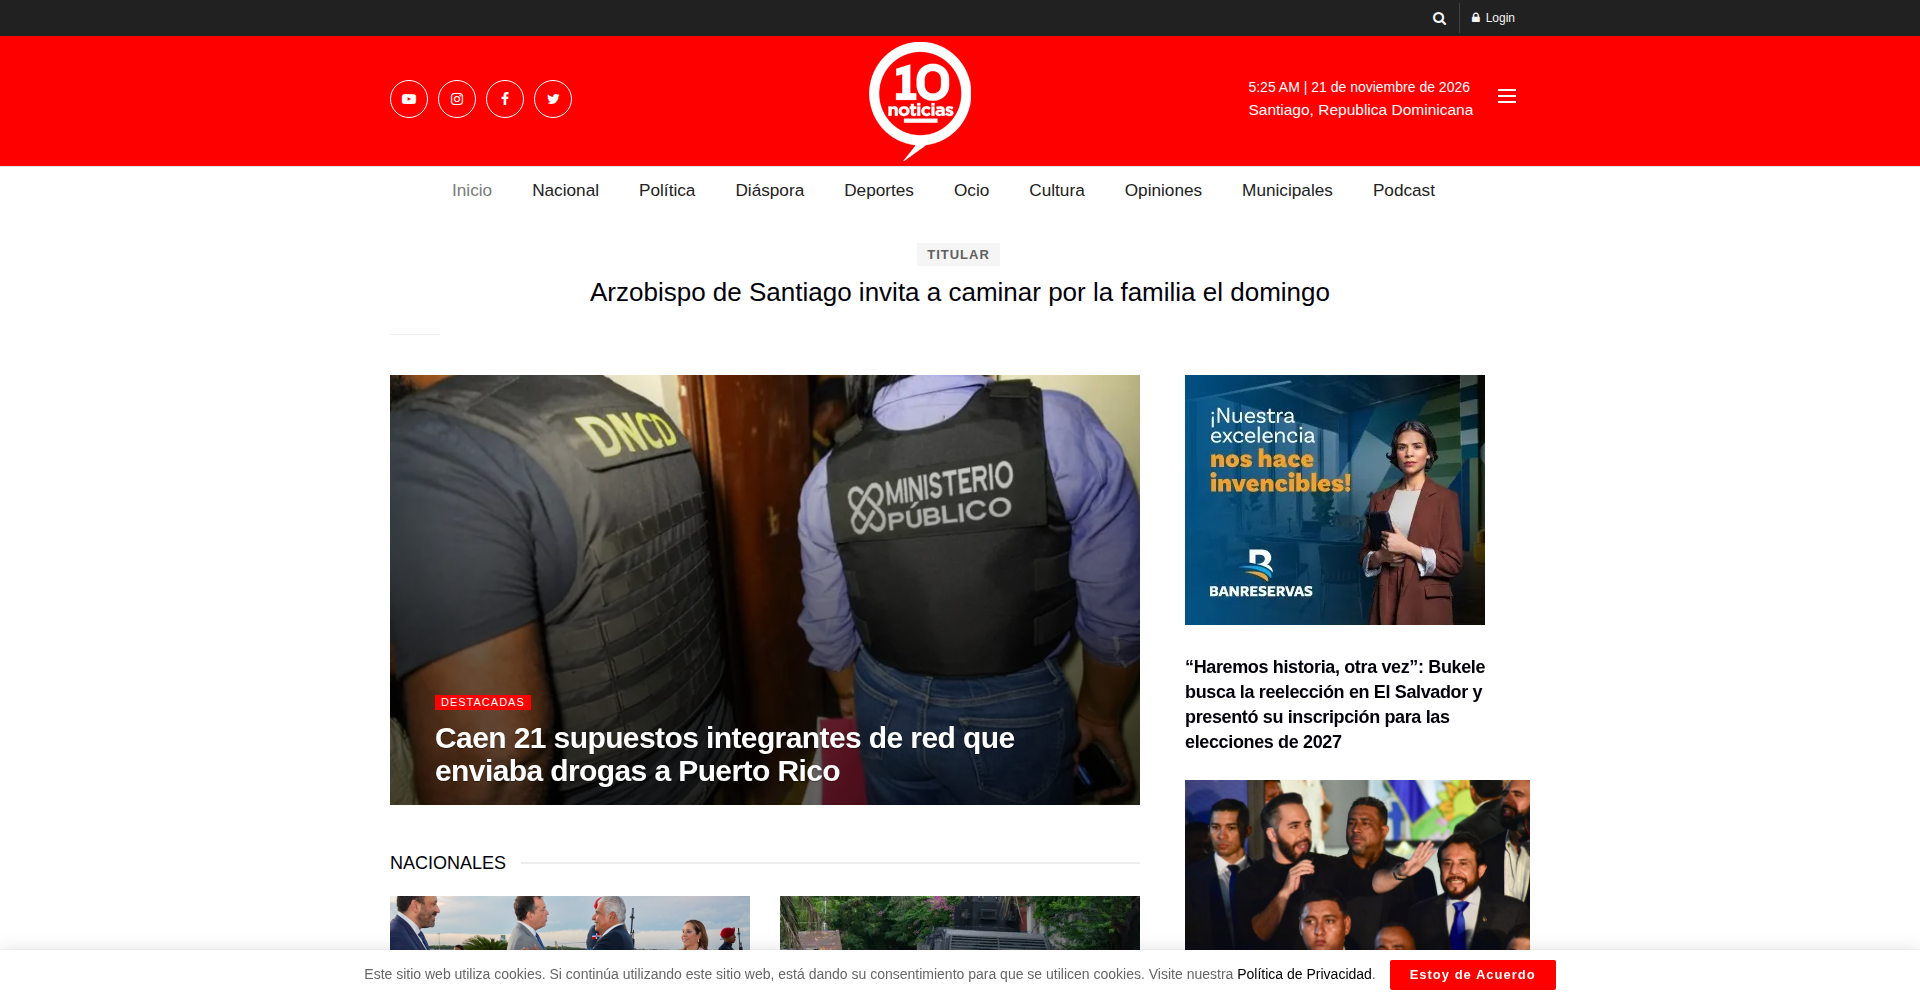 Login
10
noticias
5:25 AM | 21 de noviembre de 2026
Santiago, Republica Dominicana
Inicio Nacional Política Diáspora Deportes Ocio Cultura Opiniones Municipales Podcast
TITULAR
Arzobispo de Santiago invita a caminar por la familia el domingo
DNCD
MINISTERIO
PÚBLICO
DESTACADAS
Caen 21 supuestos integrantes de red que
enviaba drogas a Puerto Rico
¡Nuestra
excelencia
nos hace
invencibles!
BANRESERVAS
“Haremos historia, otra vez”: Bukele
busca la reelección en El Salvador y
presentó su inscripción para las
elecciones de 2027
NACIONALES
Este sitio web utiliza cookies. Si continúa utilizando este sitio web, está dando su consentimiento para que se utilicen cookies. Visite nuestra Política de Privacidad.
Estoy de Acuerdo